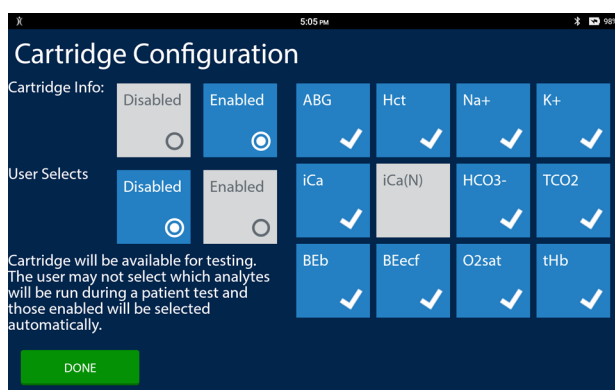 5:05 PM
98%
Cartridge Configuration
Cartridge Info:
Disabled
Enabled
ABG
Hct
Na+
K+
User Selects
Disabled
Enabled
iCa
iCa(N)
HCO3-
TCO2
Cartridge will be available for testing.
The user may not select which analytes
will be run during a patient test and
those enabled will be selected
automatically.
BEb
BEecf
O2sat
tHb
DONE